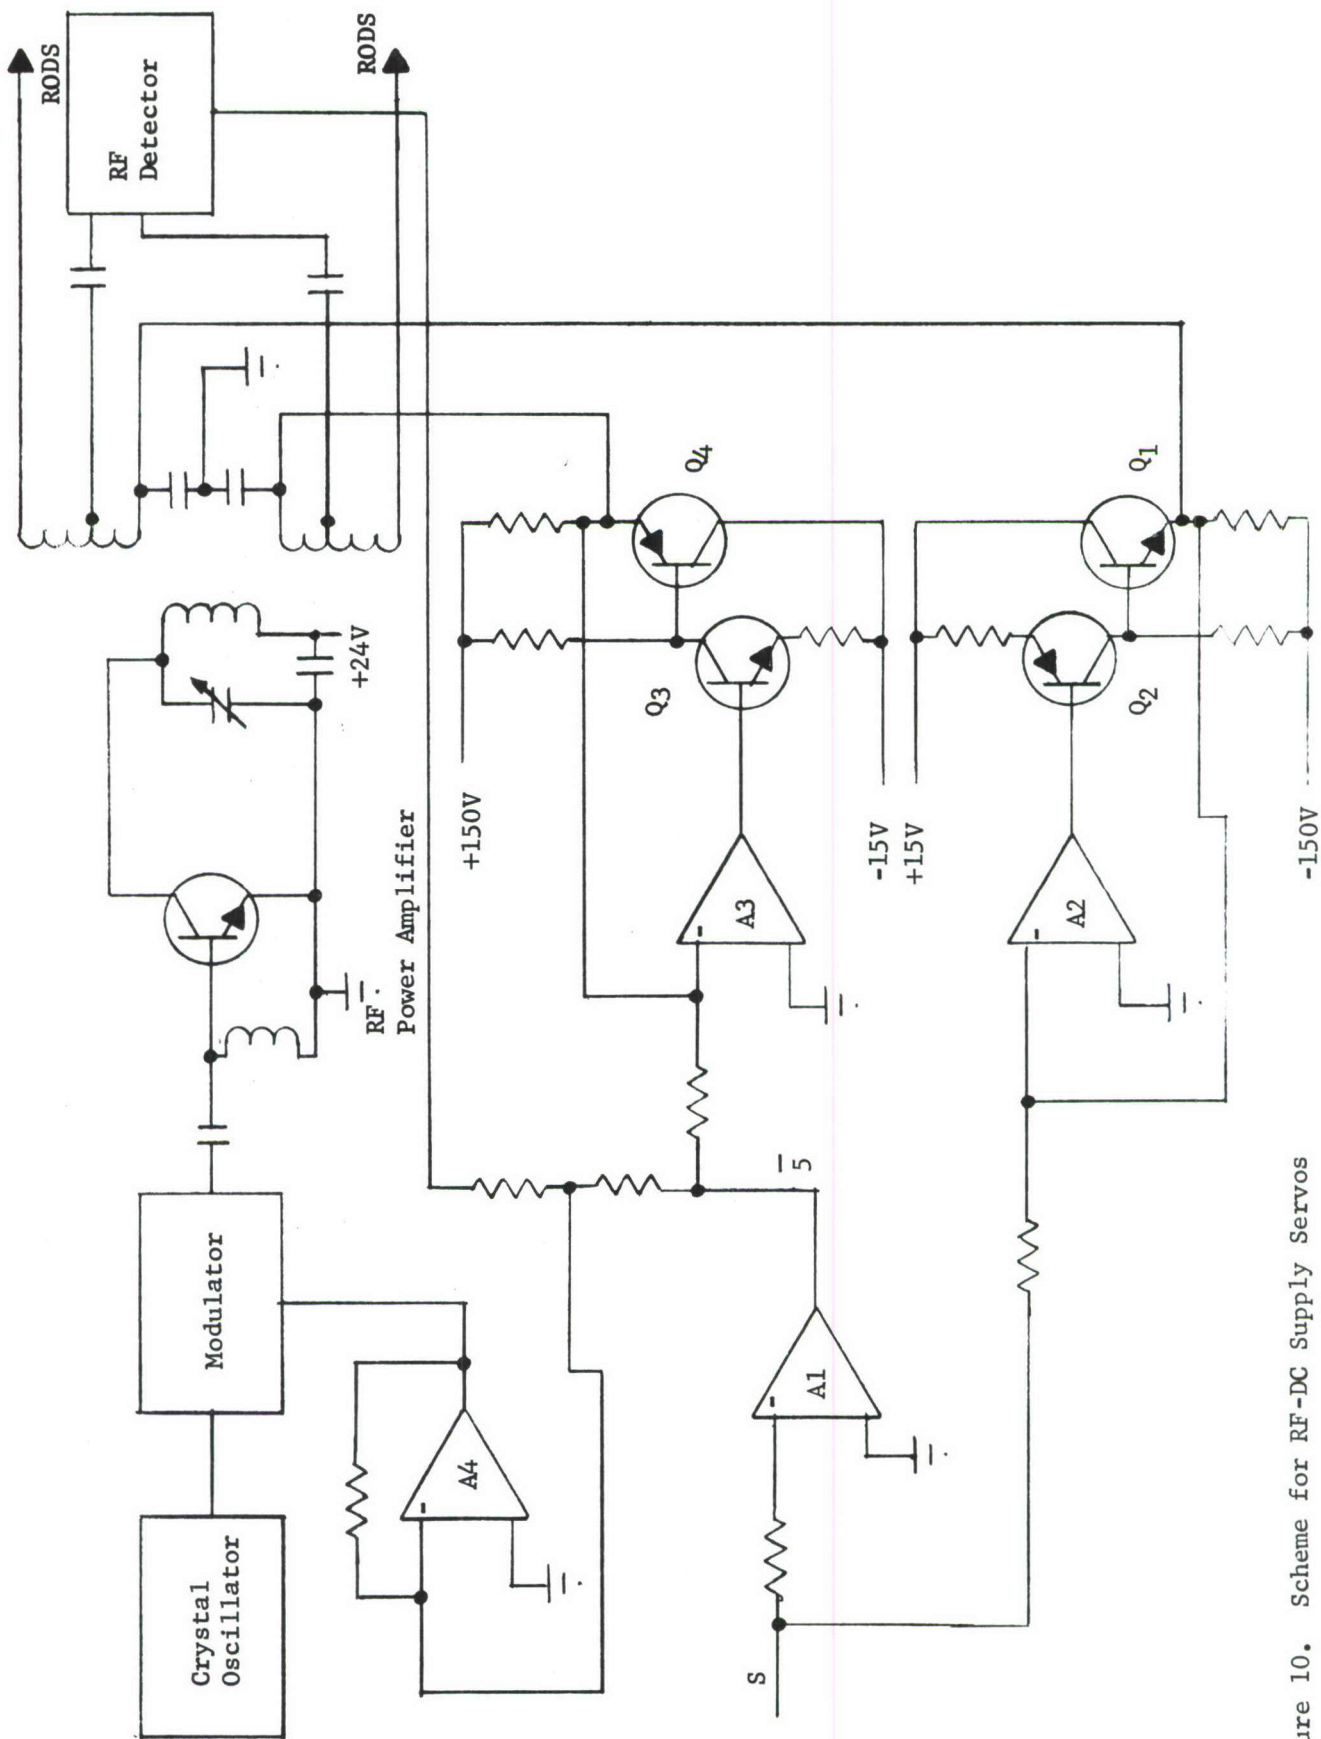 RODS
RF
Detector
RODS
+24V
RF
Power Amplifier
Modulator
Crystal
Oscillator
A4
+150V
Q4
Q3
A3
-
-15V
+15V
Q1
Q2
A2
-
-150V
5
A1
-
S
ure 10. Scheme for RF-DC Supply Servos